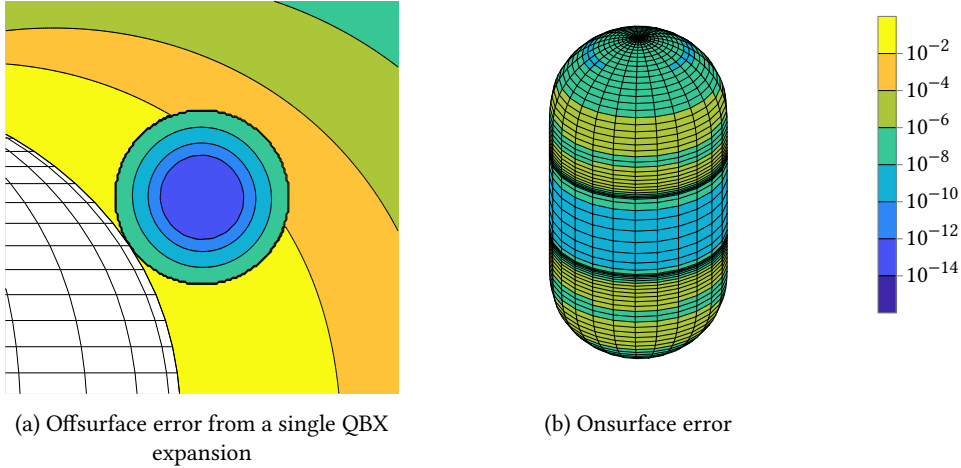 10−2
10−4
10−6
10−8
10−10
10−12
10−14
(a) Offsurface error from a single QBX
expansion
(b) Onsurface error